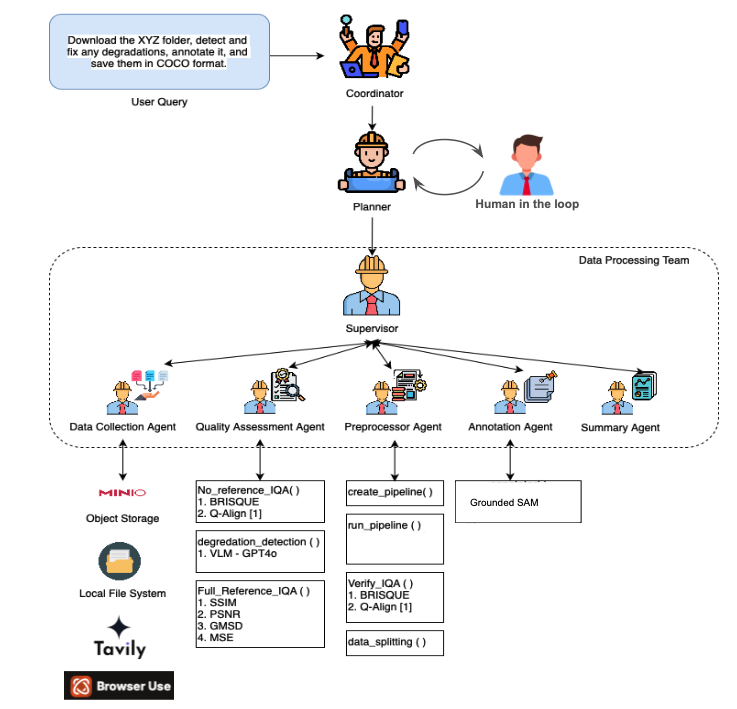 Download the XYZ folder, detect and
fix any degradations, annotate it, and
save them in COCO format.
User Query
Coordinator
Planner
Human in the loop
Data Processing Team
Supervisor
Data Collection Agent
Quality Assessment Agent
Preprocessor Agent
Annotation Agent
Summary Agent
MINIO
Object Storage
Local File System
Tavily
Browser Use
No_reference_IQA( )
1. BRISQUE
2. Q-Align [1]
degredation_detection ( )
1. VLM - GPT4o
Full_Reference_IQA ( )
1. SSIM
2. PSNR
3. GMSD
4. MSE
create_pipeline( )
run_pipeline ( )
Verify_IQA ( )
1. BRISQUE
2. Q-Align [1]
data_splitting ( )
Grounded SAM